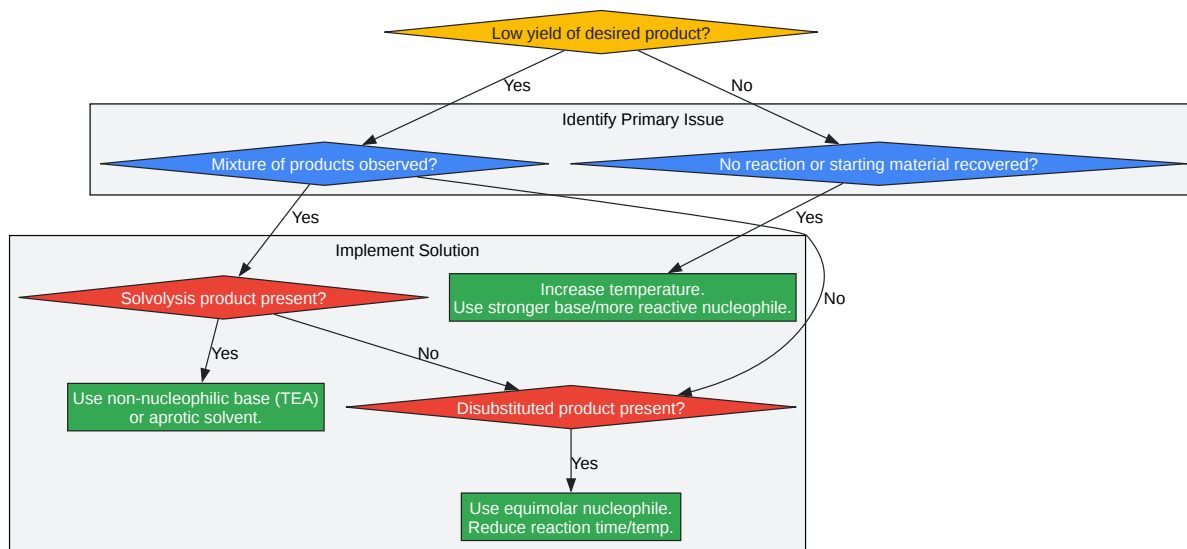 Low yield of desired product?
Yes
No
Identify Primary Issue
Mixture of products observed?
No reaction or starting material recovered?
Yes
Yes
Implement Solution
Solvolysis product present?
Increase temperature.
Use stronger base/more reactive nucleophile.
No
Yes
No
Use non-nucleophilic base (TEA)
or aprotic solvent.
Disubstituted product present?
Yes
Use equimolar nucleophile.
Reduce reaction time/temp.